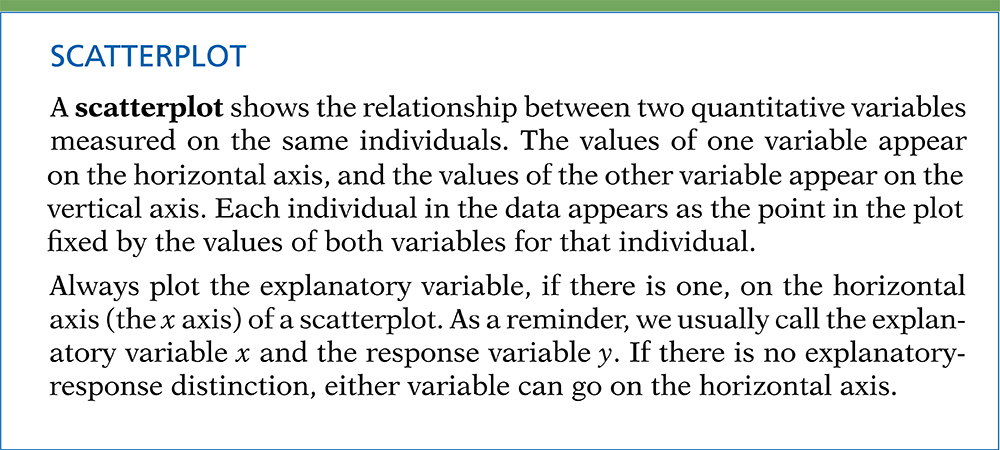 SCATTERPLOT
A scatterplot shows the relationship between two quantitative variables
measured on the same individuals. The values of one variable appear
on the horizontal axis, and the values of the other variable appear on the
vertical axis. Each individual in the data appears as the point in the plot
fixed by the values of both variables for that individual.
Always plot the explanatory variable, if there is one, on the horizontal
axis (the x axis) of a scatterplot. As a reminder, we usually call the explan-
atory variable x and the response variable y. If there is no explanatory-
response distinction, either variable can go on the horizontal axis.